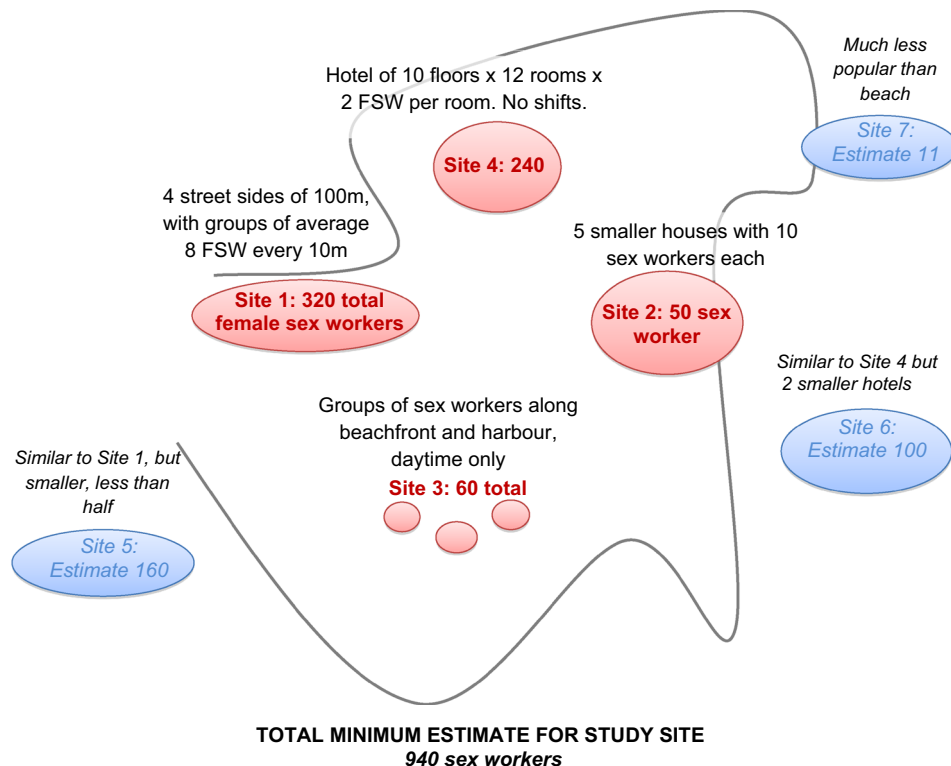 Hotel of 10 floors x 12 rooms x
2 FSW per room. No shifts.
Site 4: 240
Much less
popular than
beach
Site 7:
Estimate 11
4 street sides of 100m,
with groups of average
8 FSW every 10m
Site 1: 320 total
female sex workers
5 smaller houses with 10
sex workers each
Site 2: 50 sex
worker
Similar to Site 4 but
2 smaller hotels
Site 6:
Estimate 100
Groups of sex workers along
beachfront and harbour,
daytime only
Site 3: 60 total
Similar to Site 1, but
smaller, less than
half
Site 5:
Estimate 160
TOTAL MINIMUM ESTIMATE FOR STUDY SITE
940 sex workers